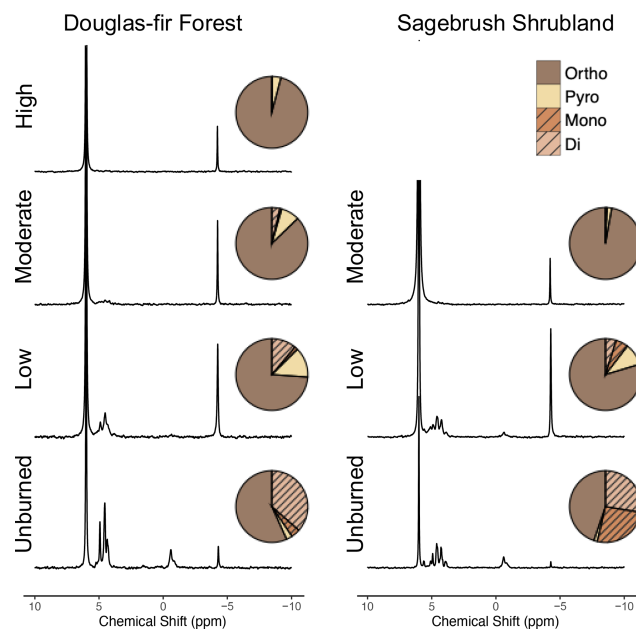 Douglas-fir Forest
Sagebrush Shrubland
Ortho
Pyro
Mono
Di
High
Moderate
Moderate
Low
Low
Unburned
Unburned
10 5 0 −5 −10
10 5 0 −5 −10
Chemical Shift (ppm)
Chemical Shift (ppm)